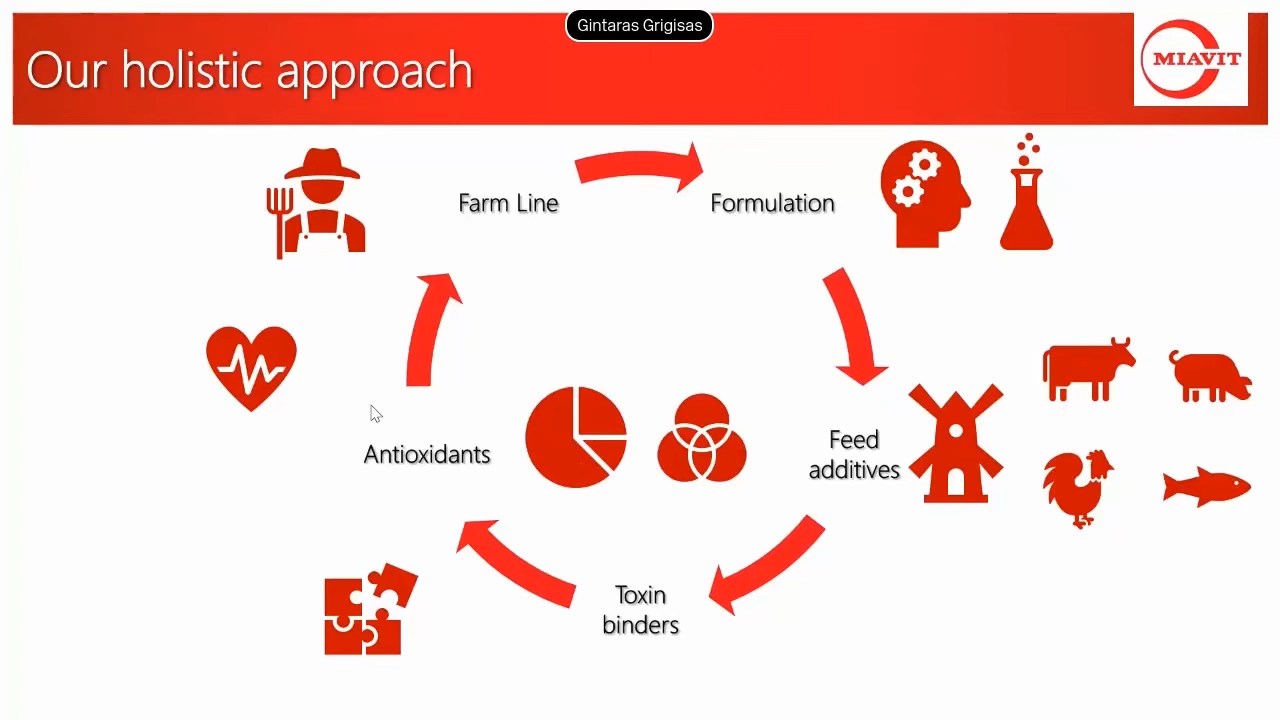 Gintaras Grigisas
Our holistic approach
MIAVIT
Farm Line
Formulation
Antioxidants
Feed
additives
Toxin
binders